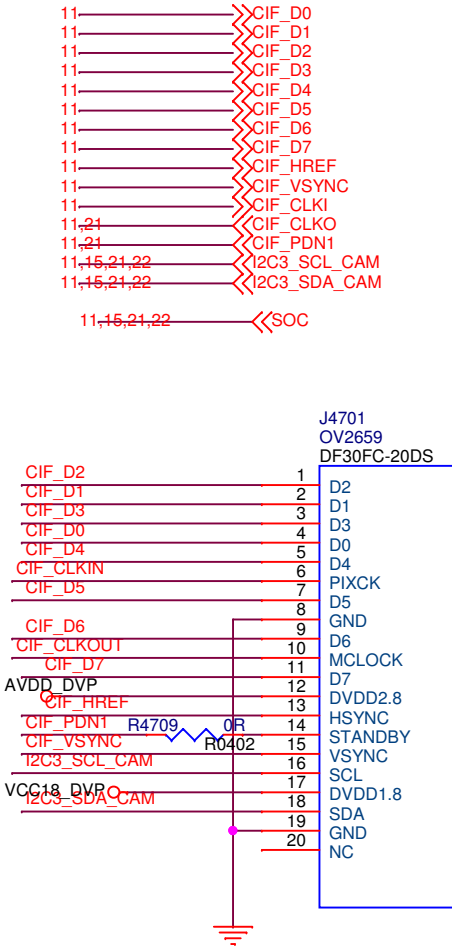 11 CIF_D0
11 CIF_D1
11 CIF_D2
11 CIF_D3
11 CIF_D4
11 CIF_D5
11 CIF_D6
11 CIF_D7
11 CIF_HREF
11 CIF_VSYNC
11 CIF_CLKI
11,21 CIF_CLKO
11,21 CIF_PDN1
11,15,21,22 I2C3_SCL_CAM
11,15,21,22 I2C3_SDA_CAM
11,15,21,22 SOC
J4701
OV2659
DF30FC-20DS
CIF_D2 1 D2
CIF_D1 2 D1
CIF_D3 3 D3
CIF_D0 4 D0
CIF_D4 5 D4
CIF_CLKIN 6 PIXCK
CIF_D5 7 D5
8 GND
CIF_D6 9 D6
CIF_CLKOUT 10 MCLOCK
CIF_D7 11 D7
AVDD_DVP 12 DVDD2.8
CIF_HREF 13 HSYNC
CIF_PDN1 R4709 0R R0402 14 STANDBY
CIF_VSYNC 15 VSYNC
I2C3_SCL_CAM 16 SCL
VCC18_DVP 17 DVDD1.8
I2C3_SDA_CAM 18 SDA
19 GND
20 NC